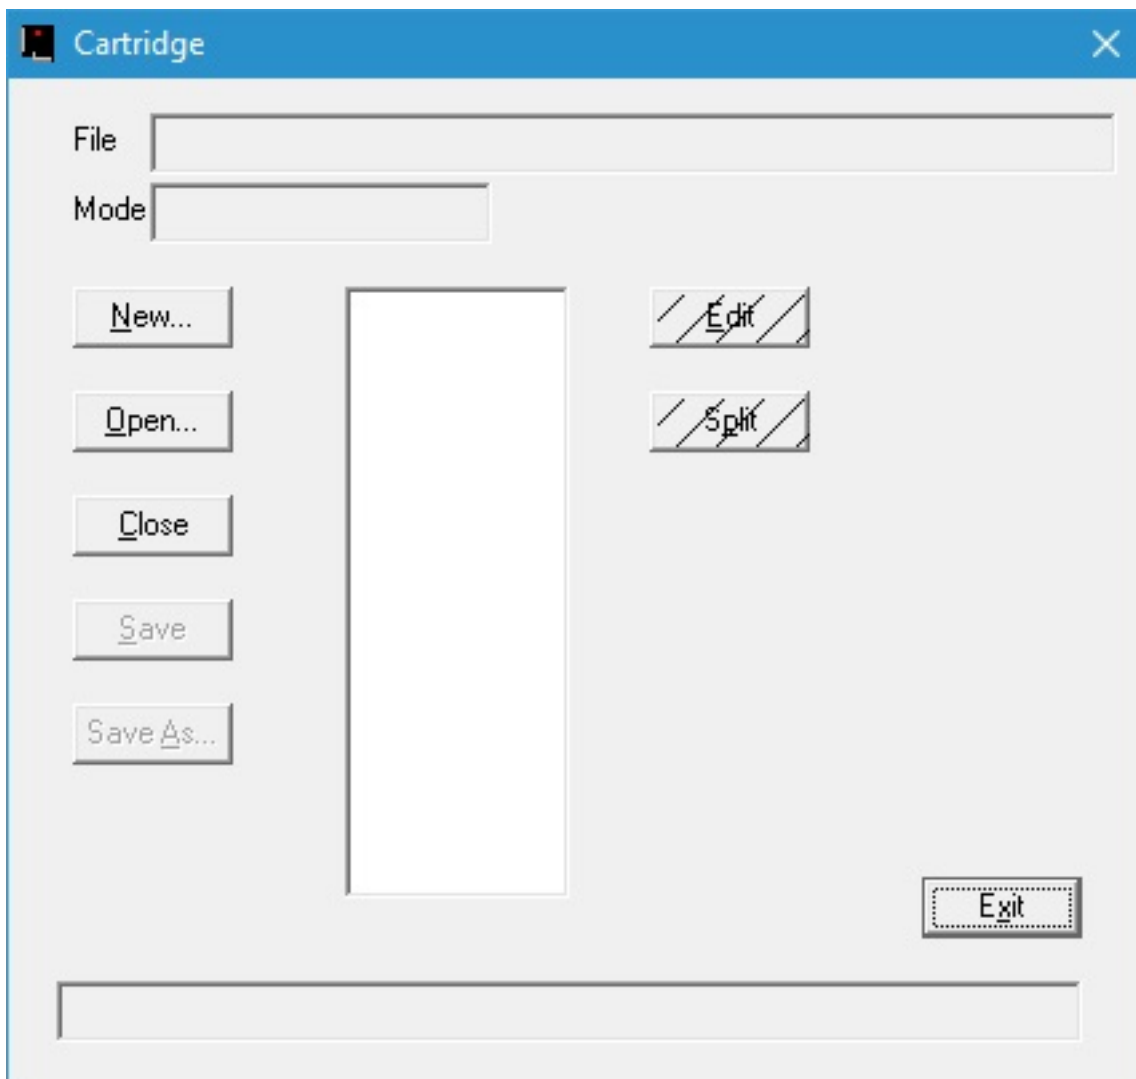 Cartridge
File
Mode
New...
Edit
Open...
Split
Close
Save
Save As...
Exit